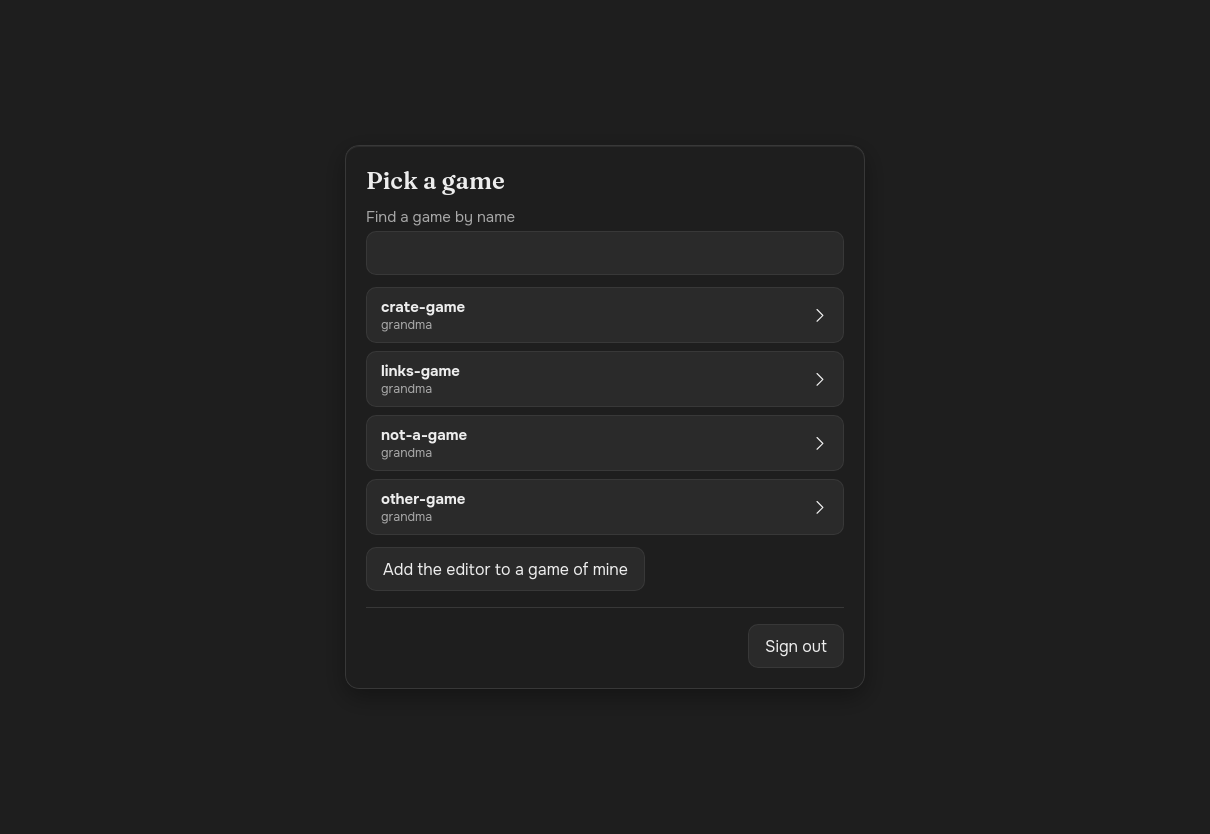 Pick a game
Find a game by name
crate-game
grandma
links-game
grandma
not-a-game
grandma
other-game
grandma
Add the editor to a game of mine
Sign out